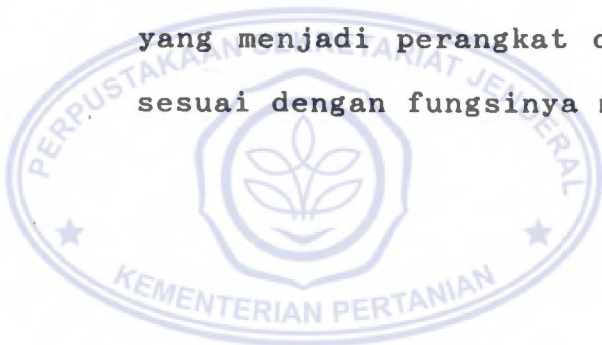 yang menjadi perangkat
sesuai dengan fungsinya
PERPUSTAKAAN SEKRETARIAT JENDERAL
KEMENTERIAN PERTANIAN